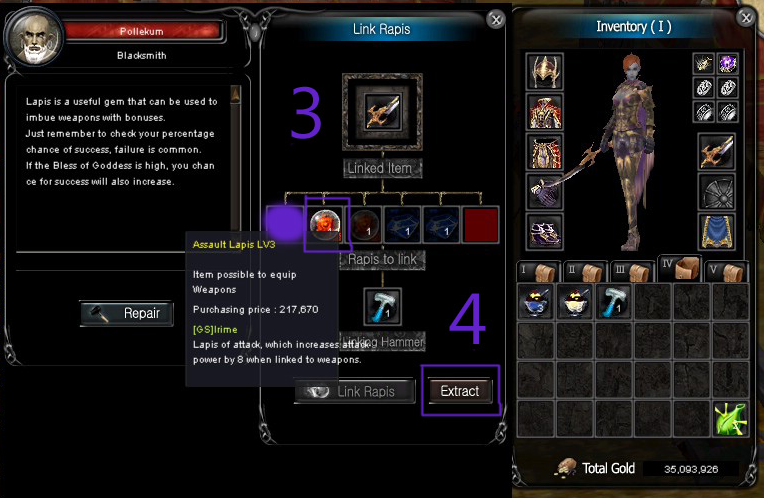 Pollekum
Blacksmith
Lapis is a useful gem that can be used to
imbue weapons with bonuses.
Just remember to check your percentage
chance of success, failure is common.
If the Bless of Goddess is high, you chan
ce for success will also increase.
Repair
Link Rapis
3
Linked Item
1
1
1
1
Rapis to link
Assault Lapis LV3
Item possible to equip
Weapons
Purchasing price : 217,670
[GS]Irime
Lapis of attack, which increases attack
power by 8 when linked to weapons.
1
Linking Hammer
4
Link Rapis
Extract
Inventory ( I )
I
II
III
IV
V
3
1
Total Gold
35,093,926